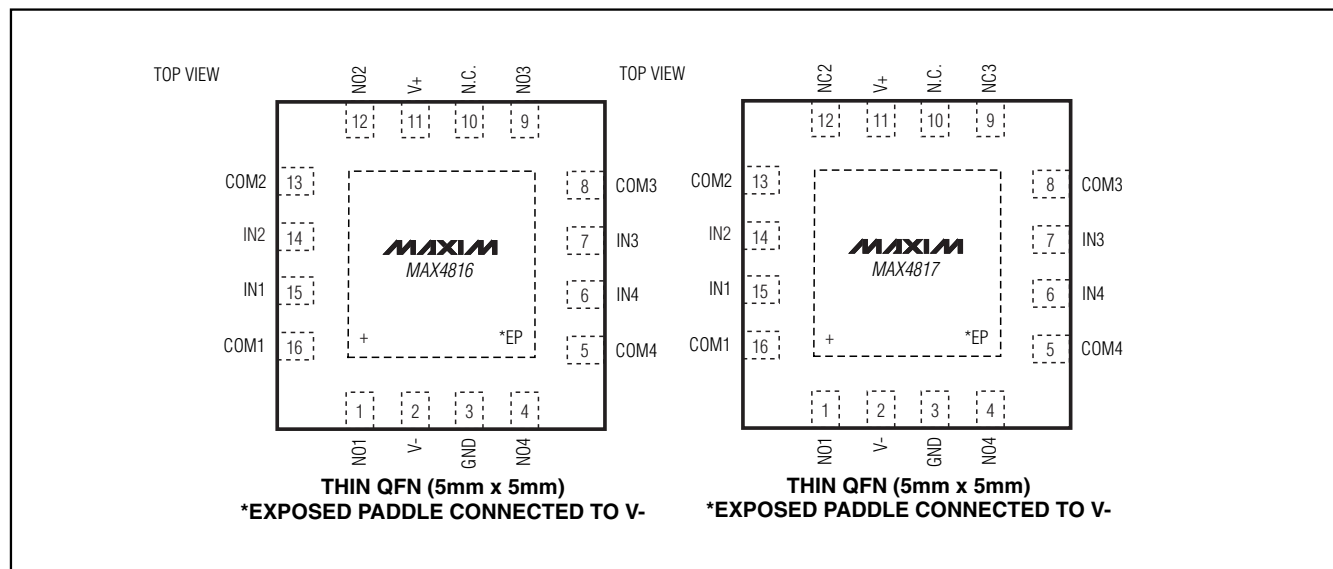 TOP VIEW
NO2
V+
N.C.
NO3
12
11
10
9
COM2
13
8
COM3
IN2
14
7
IN3
MAXIM
MAX4816
IN1
15
6
IN4
COM1
16
+
*EP
5
COM4
1
2
3
4
NO1
V-
GND
NO4
THIN QFN (5mm x 5mm)
*EXPOSED PADDLE CONNECTED TO V-
TOP VIEW
NC2
V+
N.C.
NC3
12
11
10
9
COM2
13
8
COM3
IN2
14
7
IN3
MAXIM
MAX4817
IN1
15
6
IN4
COM1
16
+
*EP
5
COM4
1
2
3
4
NO1
V-
GND
NO4
THIN QFN (5mm x 5mm)
*EXPOSED PADDLE CONNECTED TO V-